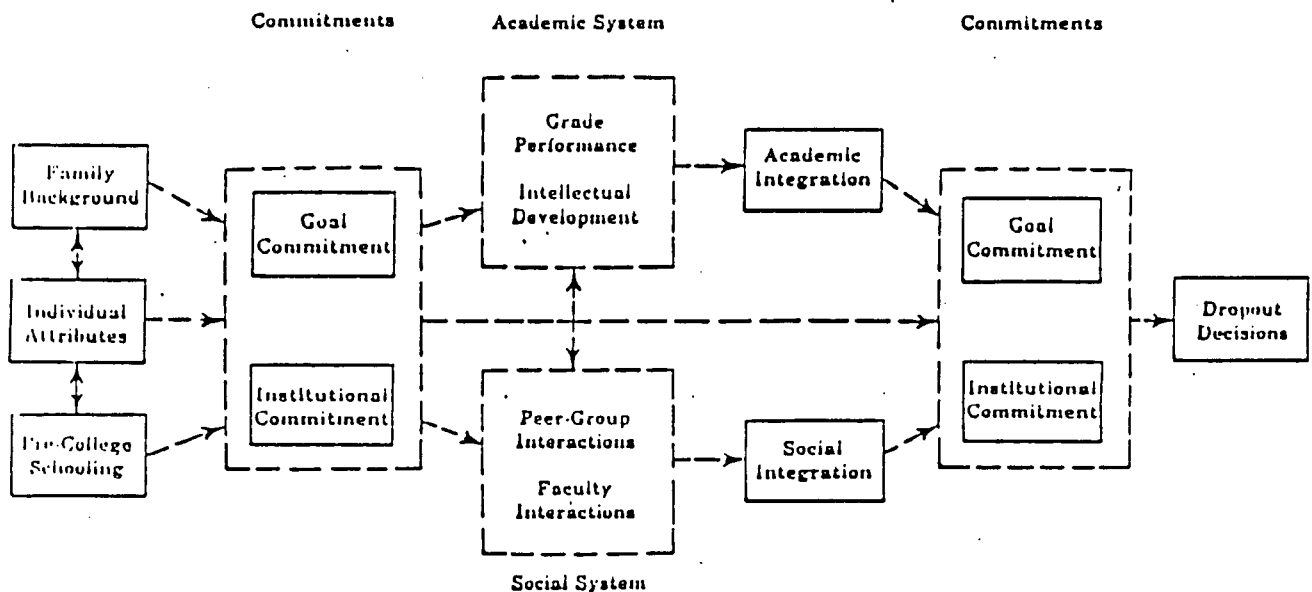 Commitments
Academic System
Commitments
Family
Background
Individual
Attributes
Pre-College
Schooling
Goal
Commitment
Institutional
Commitment
Grade
Performance
Intellectual
Development
Peer-Group
Interactions
Faculty
Interactions
Social System
Academic
Integration
Social
Integration
Goal
Commitment
Institutional
Commitment
Dropout
Decisions